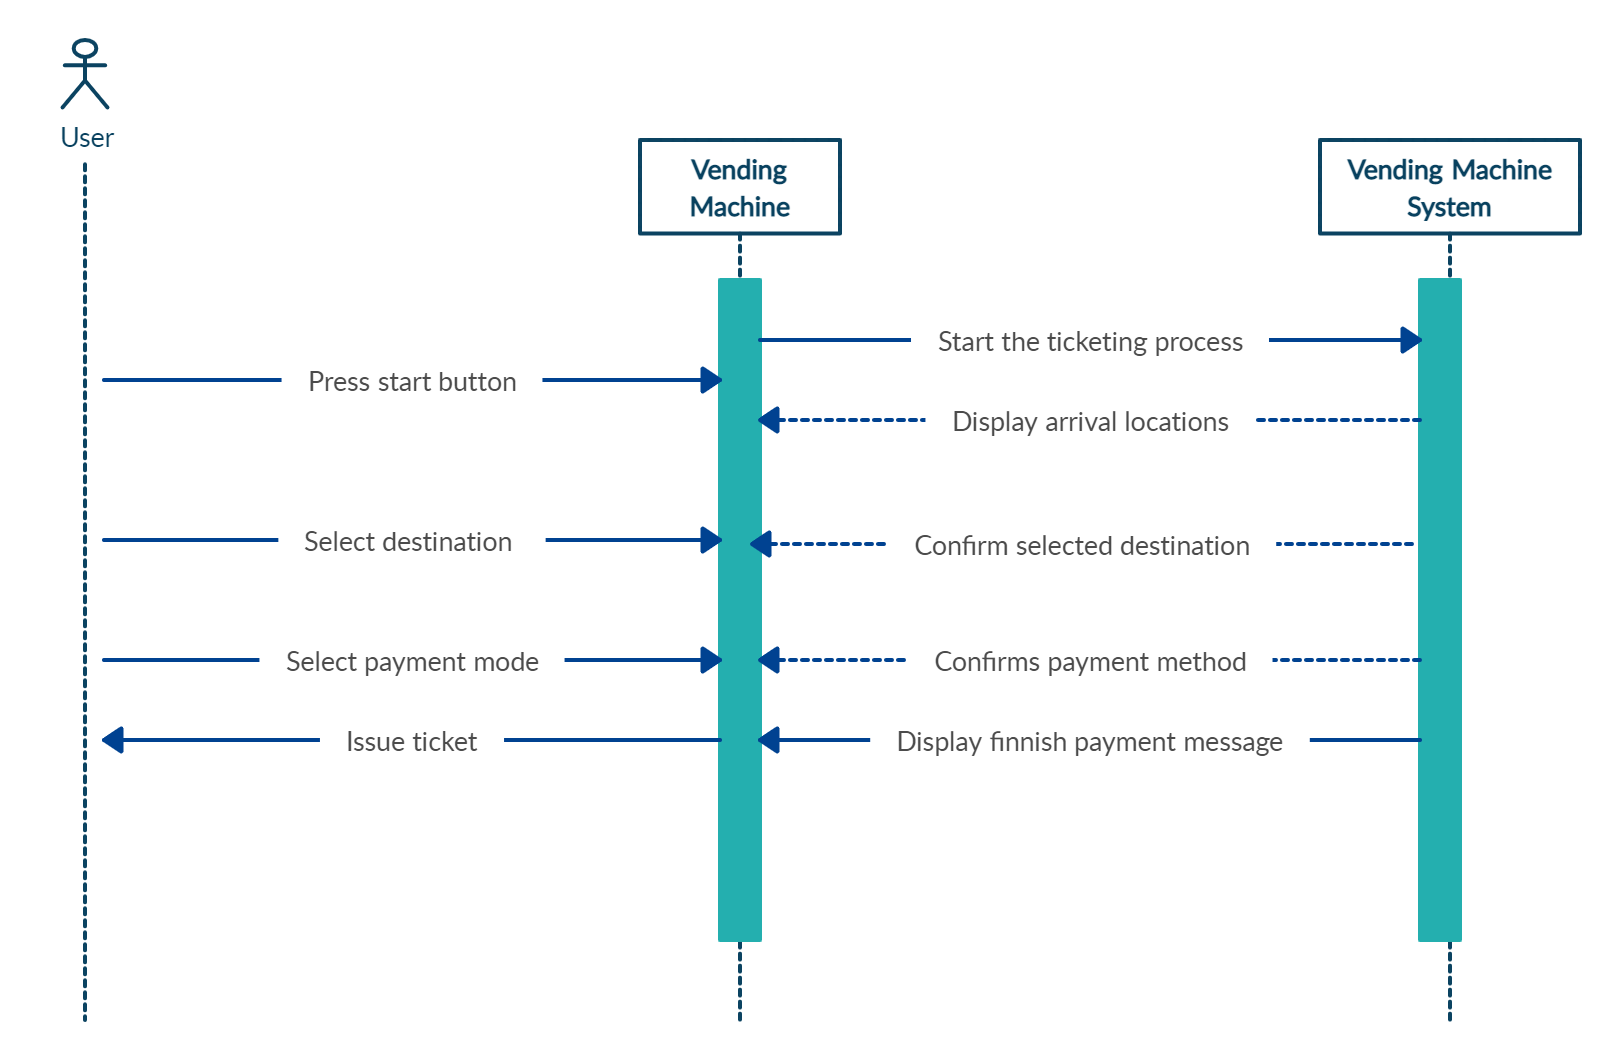 User
Vending
Machine
Vending Machine
System
Start the ticketing process
Press start button
Display arrival locations
Select destination
Confirm selected destination
Select payment mode
Confirms payment method
Issue ticket
Display finnish payment message